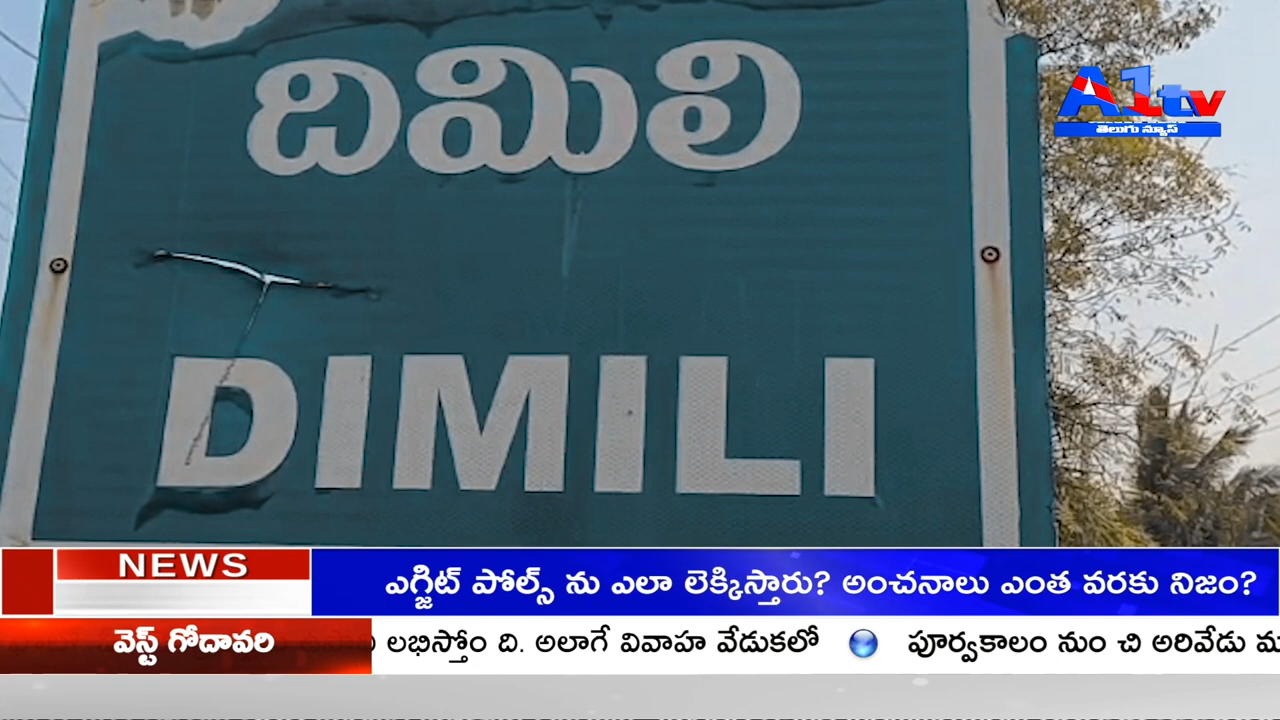 దిమిలి
A1tv
తెలుగు న్యూస్
DIMILI
NEWS
ఎగ్జిట్ పోల్స్ ను ఎలా లెక్కిస్తారు? అంచనాలు ఎంత వరకు నిజం?
వెస్ట్ గోదావరి
లభిస్తోం ది. అలాగే వివాహ వేడుకలో పూర్వకాలం నుం చి అరివేడు